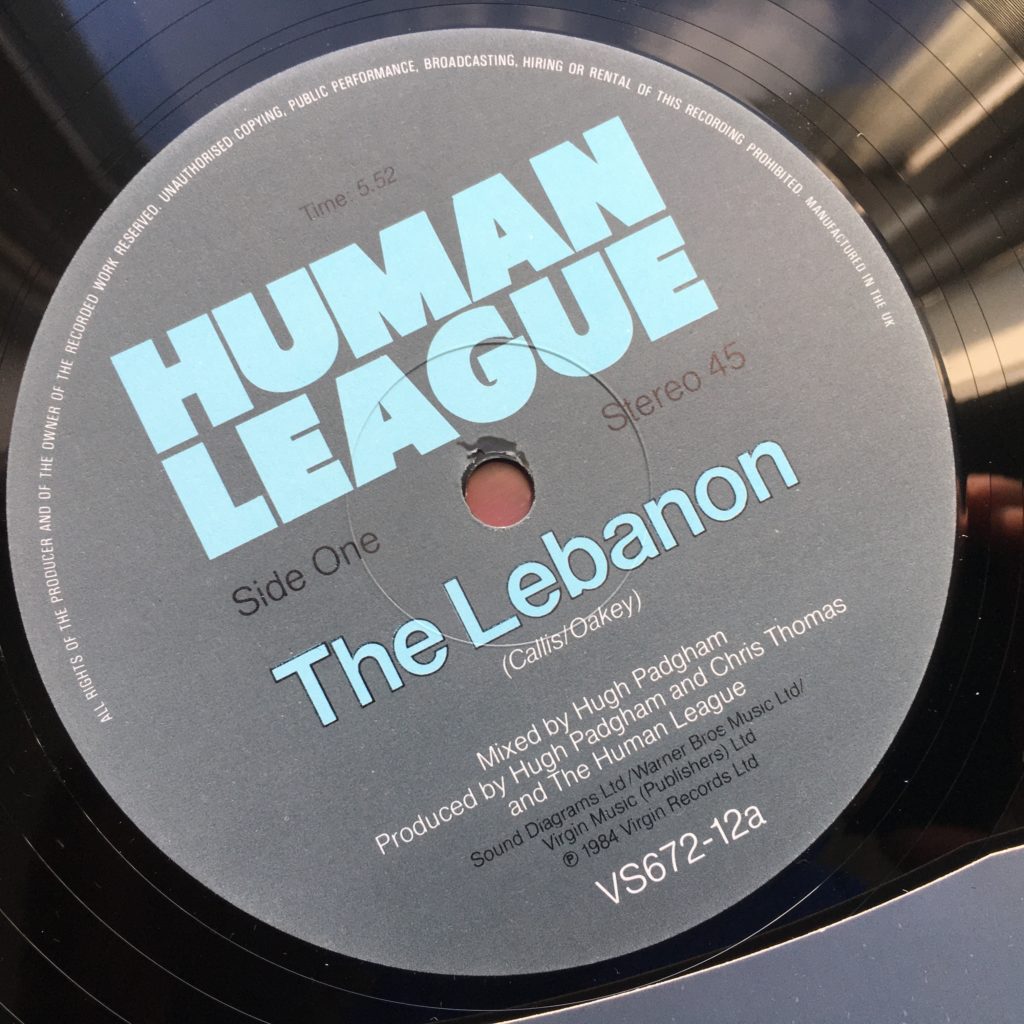 ALL RIGHTS OF THE PRODUCER AND OF THE OWNER OF THE RECORDED WORK RESERVED. UNAUTHORISED COPYING, PUBLIC PERFORMANCE, BROADCASTING, HIRING OR RENTAL OF THIS RECORDING PROHIBITED. MANUFACTURED IN THE UK
Time: 5.52
HUMAN
LEAGUE
Stereo 45
Side One
The Lebanon
(Callis/Oakey)
Mixed by Hugh Padgham
Produced by Hugh Padgham and Chris Thomas
and The Human League
Sound Diagrams Ltd/Warner Bros Music Ltd/
Virgin Music (Publishers) Ltd
℗ 1984 Virgin Records Ltd
VS672-12a